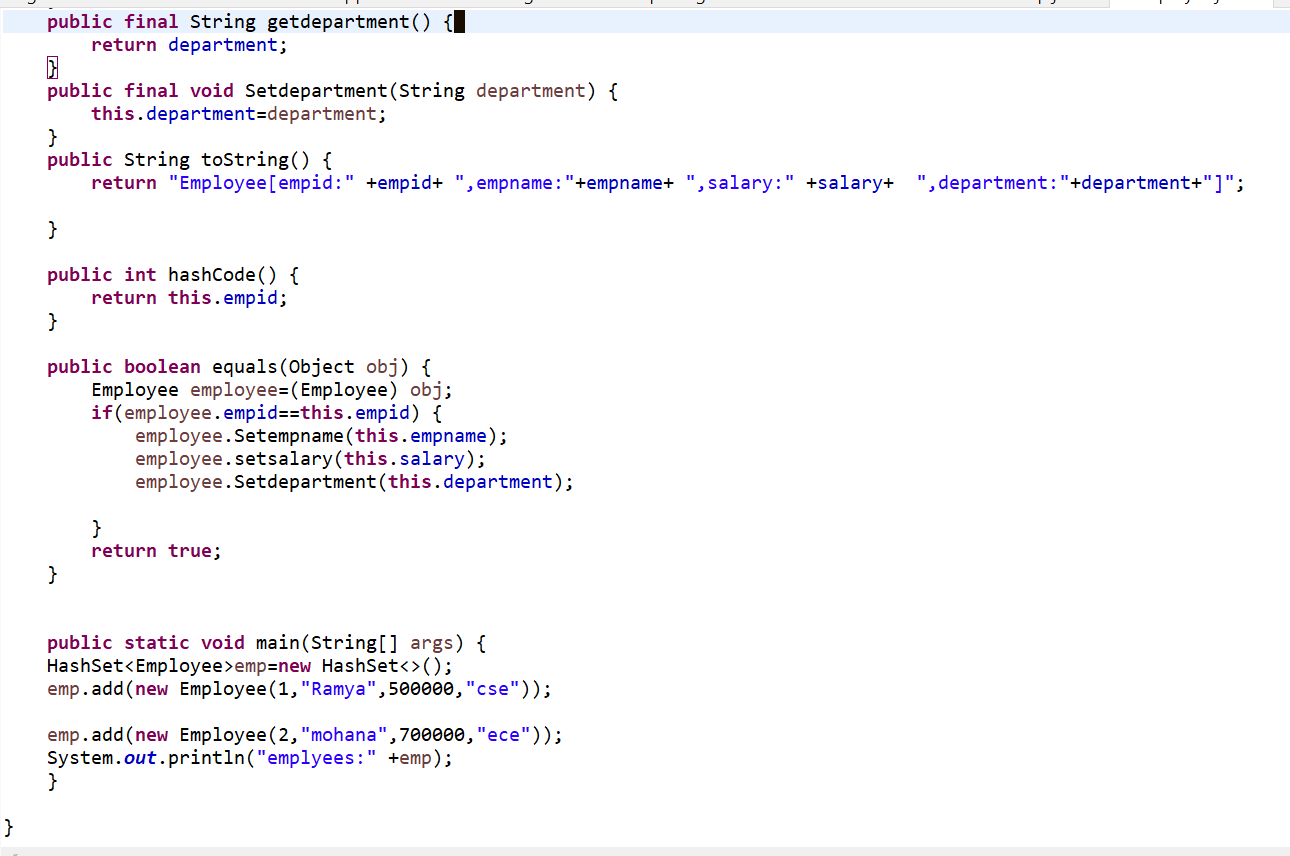 public final String getdepartment() {
return department;
}
public final void Setdepartment(String department) {
this.department=department;
}
public String toString() {
return "Employee[empid:" +empid+ ",empname:"+empname+ ",salary:" +salary+  ",department:"+department+"]";
}
public int hashCode() {
return this.empid;
}
public boolean equals(Object obj) {
Employee employee=(Employee) obj;
if(employee.empid==this.empid) {
employee.Setempname(this.empname);
employee.setsalary(this.salary);
employee.Setdepartment(this.department);
}
return true;
}
public static void main(String[] args) {
HashSet<Employee>emp=new HashSet<>();
emp.add(new Employee(1,"Ramya",500000,"cse"));
emp.add(new Employee(2,"mohana",700000,"ece"));
System.out.println("emplyees:" +emp);
}
}